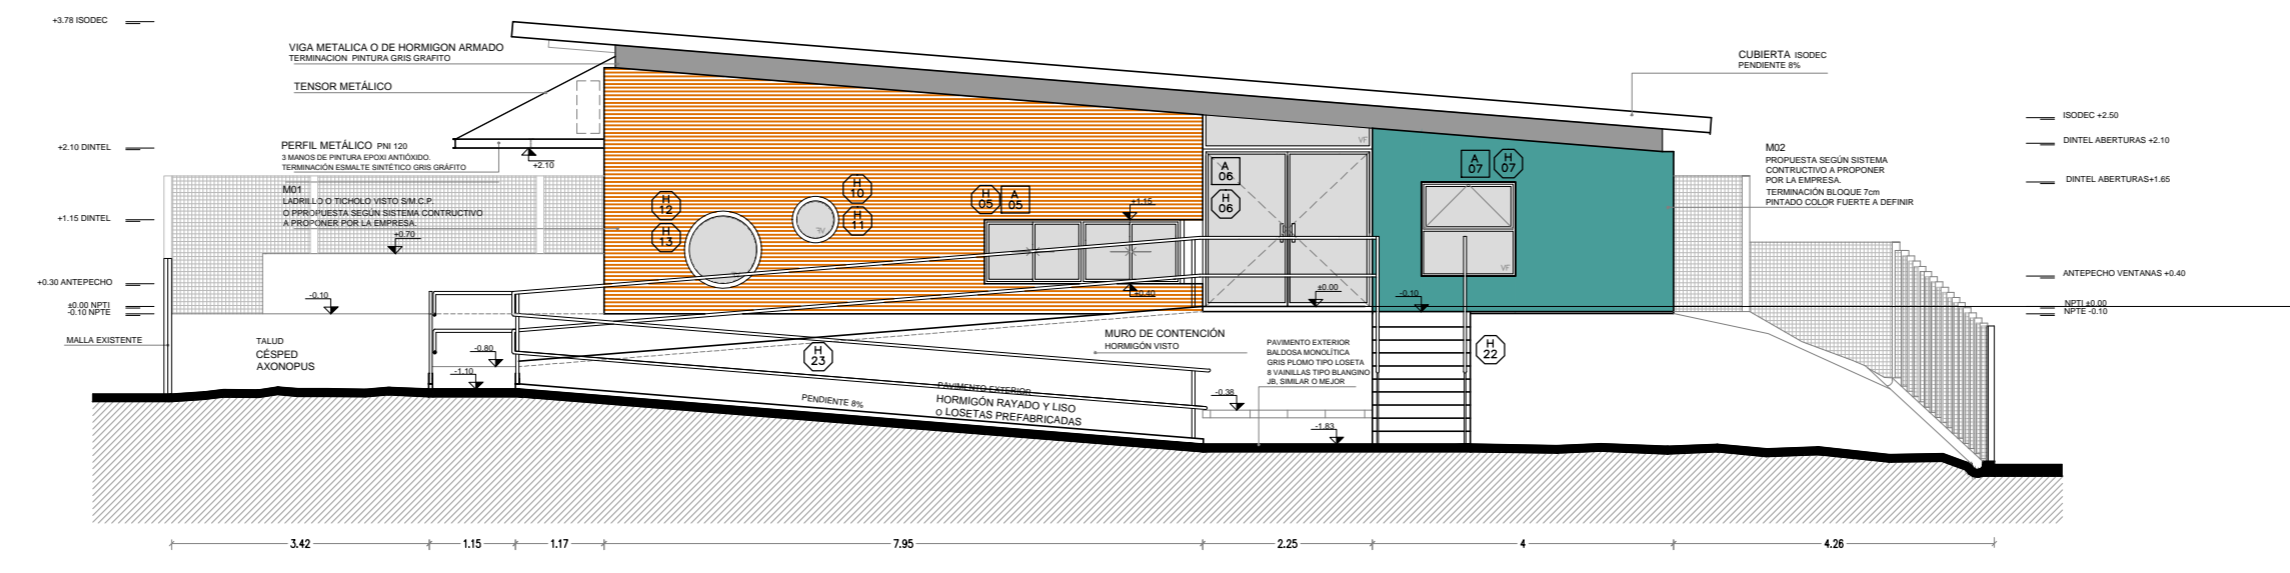 +3.78 ISODEC
VIGA METALICA O DE HORMIGON ARMADO
TERMINACION PINTURA GRIS GRAFITO
CUBIERTA ISODEC
PENDIENTE 8%
TENSOR METÁLICO
ISODEC +2.50
+2.10 DINTEL
PERFIL METÁLICO PNI 120
3 MANOS DE PINTURA EPOXI ANTIÓXIDO.
TERMINACIÓN ESMALTE SINTÉTICO GRIS GRÁFITO
+2.10
VF
DINTEL ABERTURAS +2.10
M02
PROPUESTA SEGÚN SISTEMA
CONTRUCTIVO A PROPONER
POR LA EMPRESA.
TERMINACIÓN BLOQUE 7cm
PINTADO COLOR FUERTE A DEFINIR
DINTEL ABERTURAS+1.65
M01
LADRILLO O TICHOLO VISTO S/M.C.P.
O PPROPUESTA SEGÚN SISTEMA CONTRUCTIVO
A PROPONER POR LA EMPRESA.
+1.15 DINTEL
+0.70
H 12
H 13
H 10
H 11
H 05
A 05
+1.15
A 06
H 06
A 07
H 07
VF
VF
VF
+0.30 ANTEPECHO
ANTEPECHO VENTANAS +0.40
-0.10
+0.40
±0.00
-0.10
±0.00 NPTI
-0.10 NPTE
NPTI ±0.00
NPTE -0.10
MALLA EXISTENTE
TALUD
CÉSPED
AXONOPUS
-0.80
-1.10
H 23
MURO DE CONTENCIÓN
HORMIGÓN VISTO
PAVIMENTO EXTERIOR
BALDOSA MONOLÍTICA
GRIS PLOMO TIPO LOSETA
8 VAINILLAS TIPO BLANGINO
JB, SIMILAR O MEJOR
H 22
PENDIENTE 8%
PAVIMENTO EXTERIOR
HORMIGÓN RAYADO Y LISO
o LOSETAS PREFABRICADAS
-0.38
-1.83
3.42
1.15
1.17
7.95
2.25
4
4.26